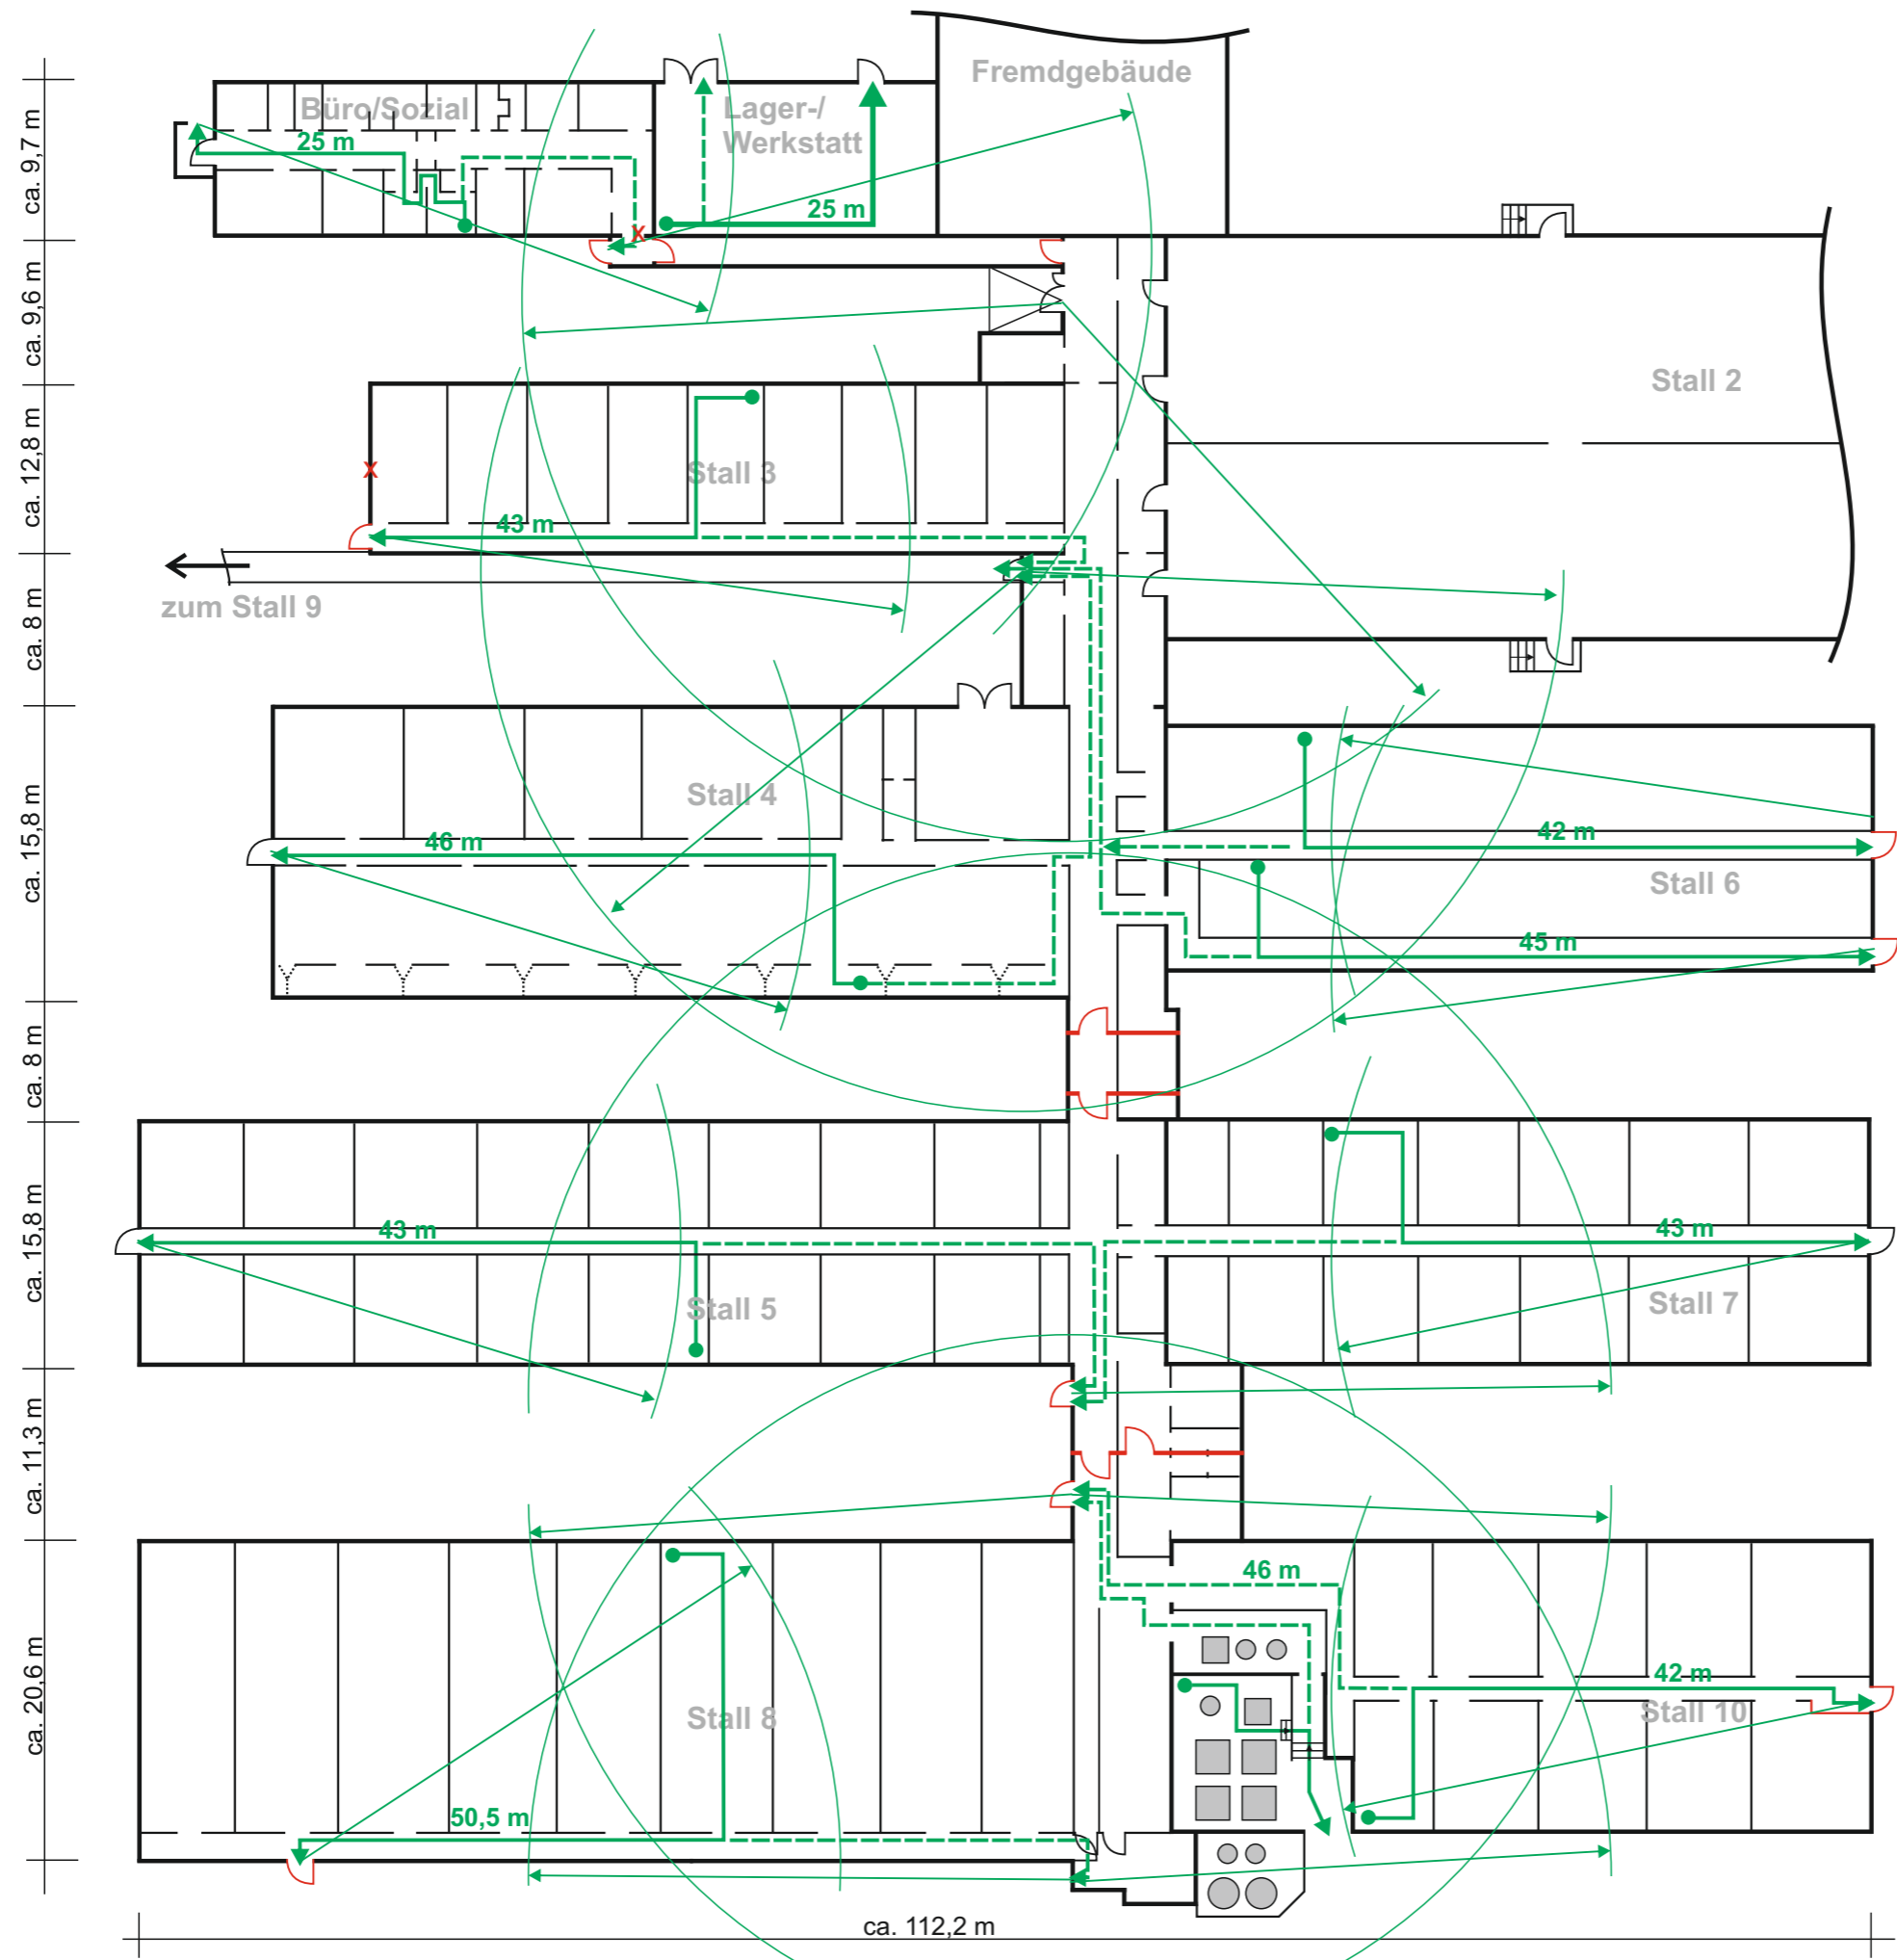 Fremdgebäude
Büro/Sozial
Lager-/
Werkstatt
25 m
25 m
ca. 9,7 m
ca. 9,6 m
Stall 2
X
ca. 12,8 m
Stall 3
X
43 m
zum Stall 9
ca. 8 m
Stall 4
46 m
42 m
ca. 15,8 m
Stall 6
45 m
ca. 8 m
43 m
43 m
ca. 15,8 m
Stall 5
Stall 7
ca. 11,3 m
46 m
42 m
ca. 20,6 m
Stall 8
Stall 10
50,5 m
ca. 112,2 m